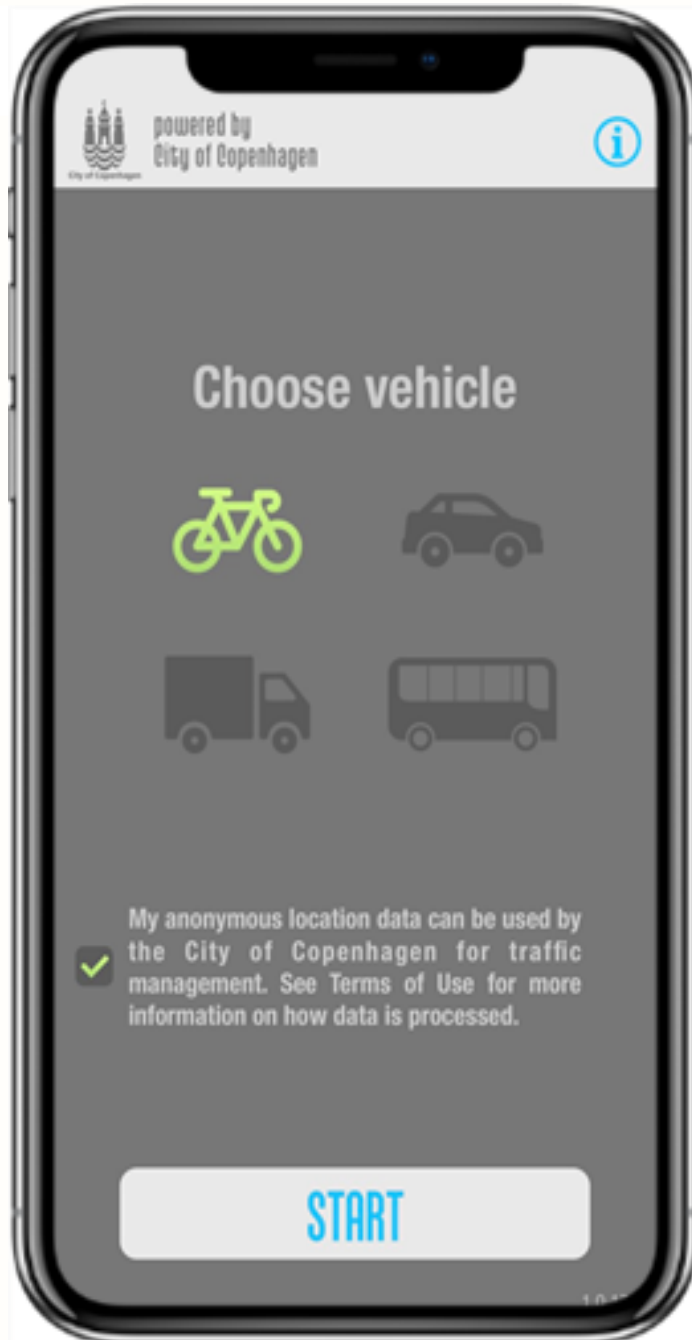 powered by
City of Copenhagen
City of Copenhagen
Choose vehicle
My anonymous location data can be used by
the City of Copenhagen for traffic
management. See Terms of Use for more
information on how data is processed.
START